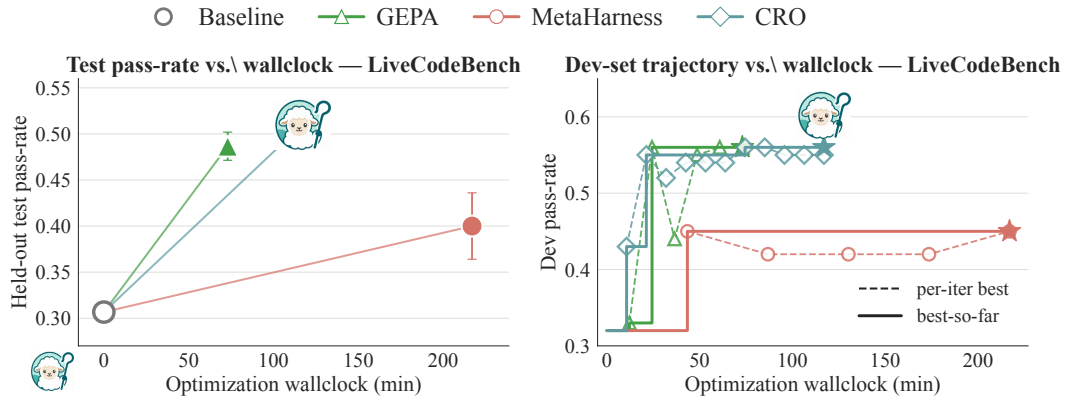 Baseline GEPA MetaHarness CRO
Test pass-rate vs.\ wallclock — LiveCodeBench
Held-out test pass-rate
0.55
0.50
0.45
0.40
0.35
0.30
0 50 100 150 200
Optimization wallclock (min)
Dev-set trajectory vs.\ wallclock — LiveCodeBench
Dev pass-rate
0.6
0.5
0.4
0.3
per-iter best
best-so-far
0 50 100 150 200
Optimization wallclock (min)